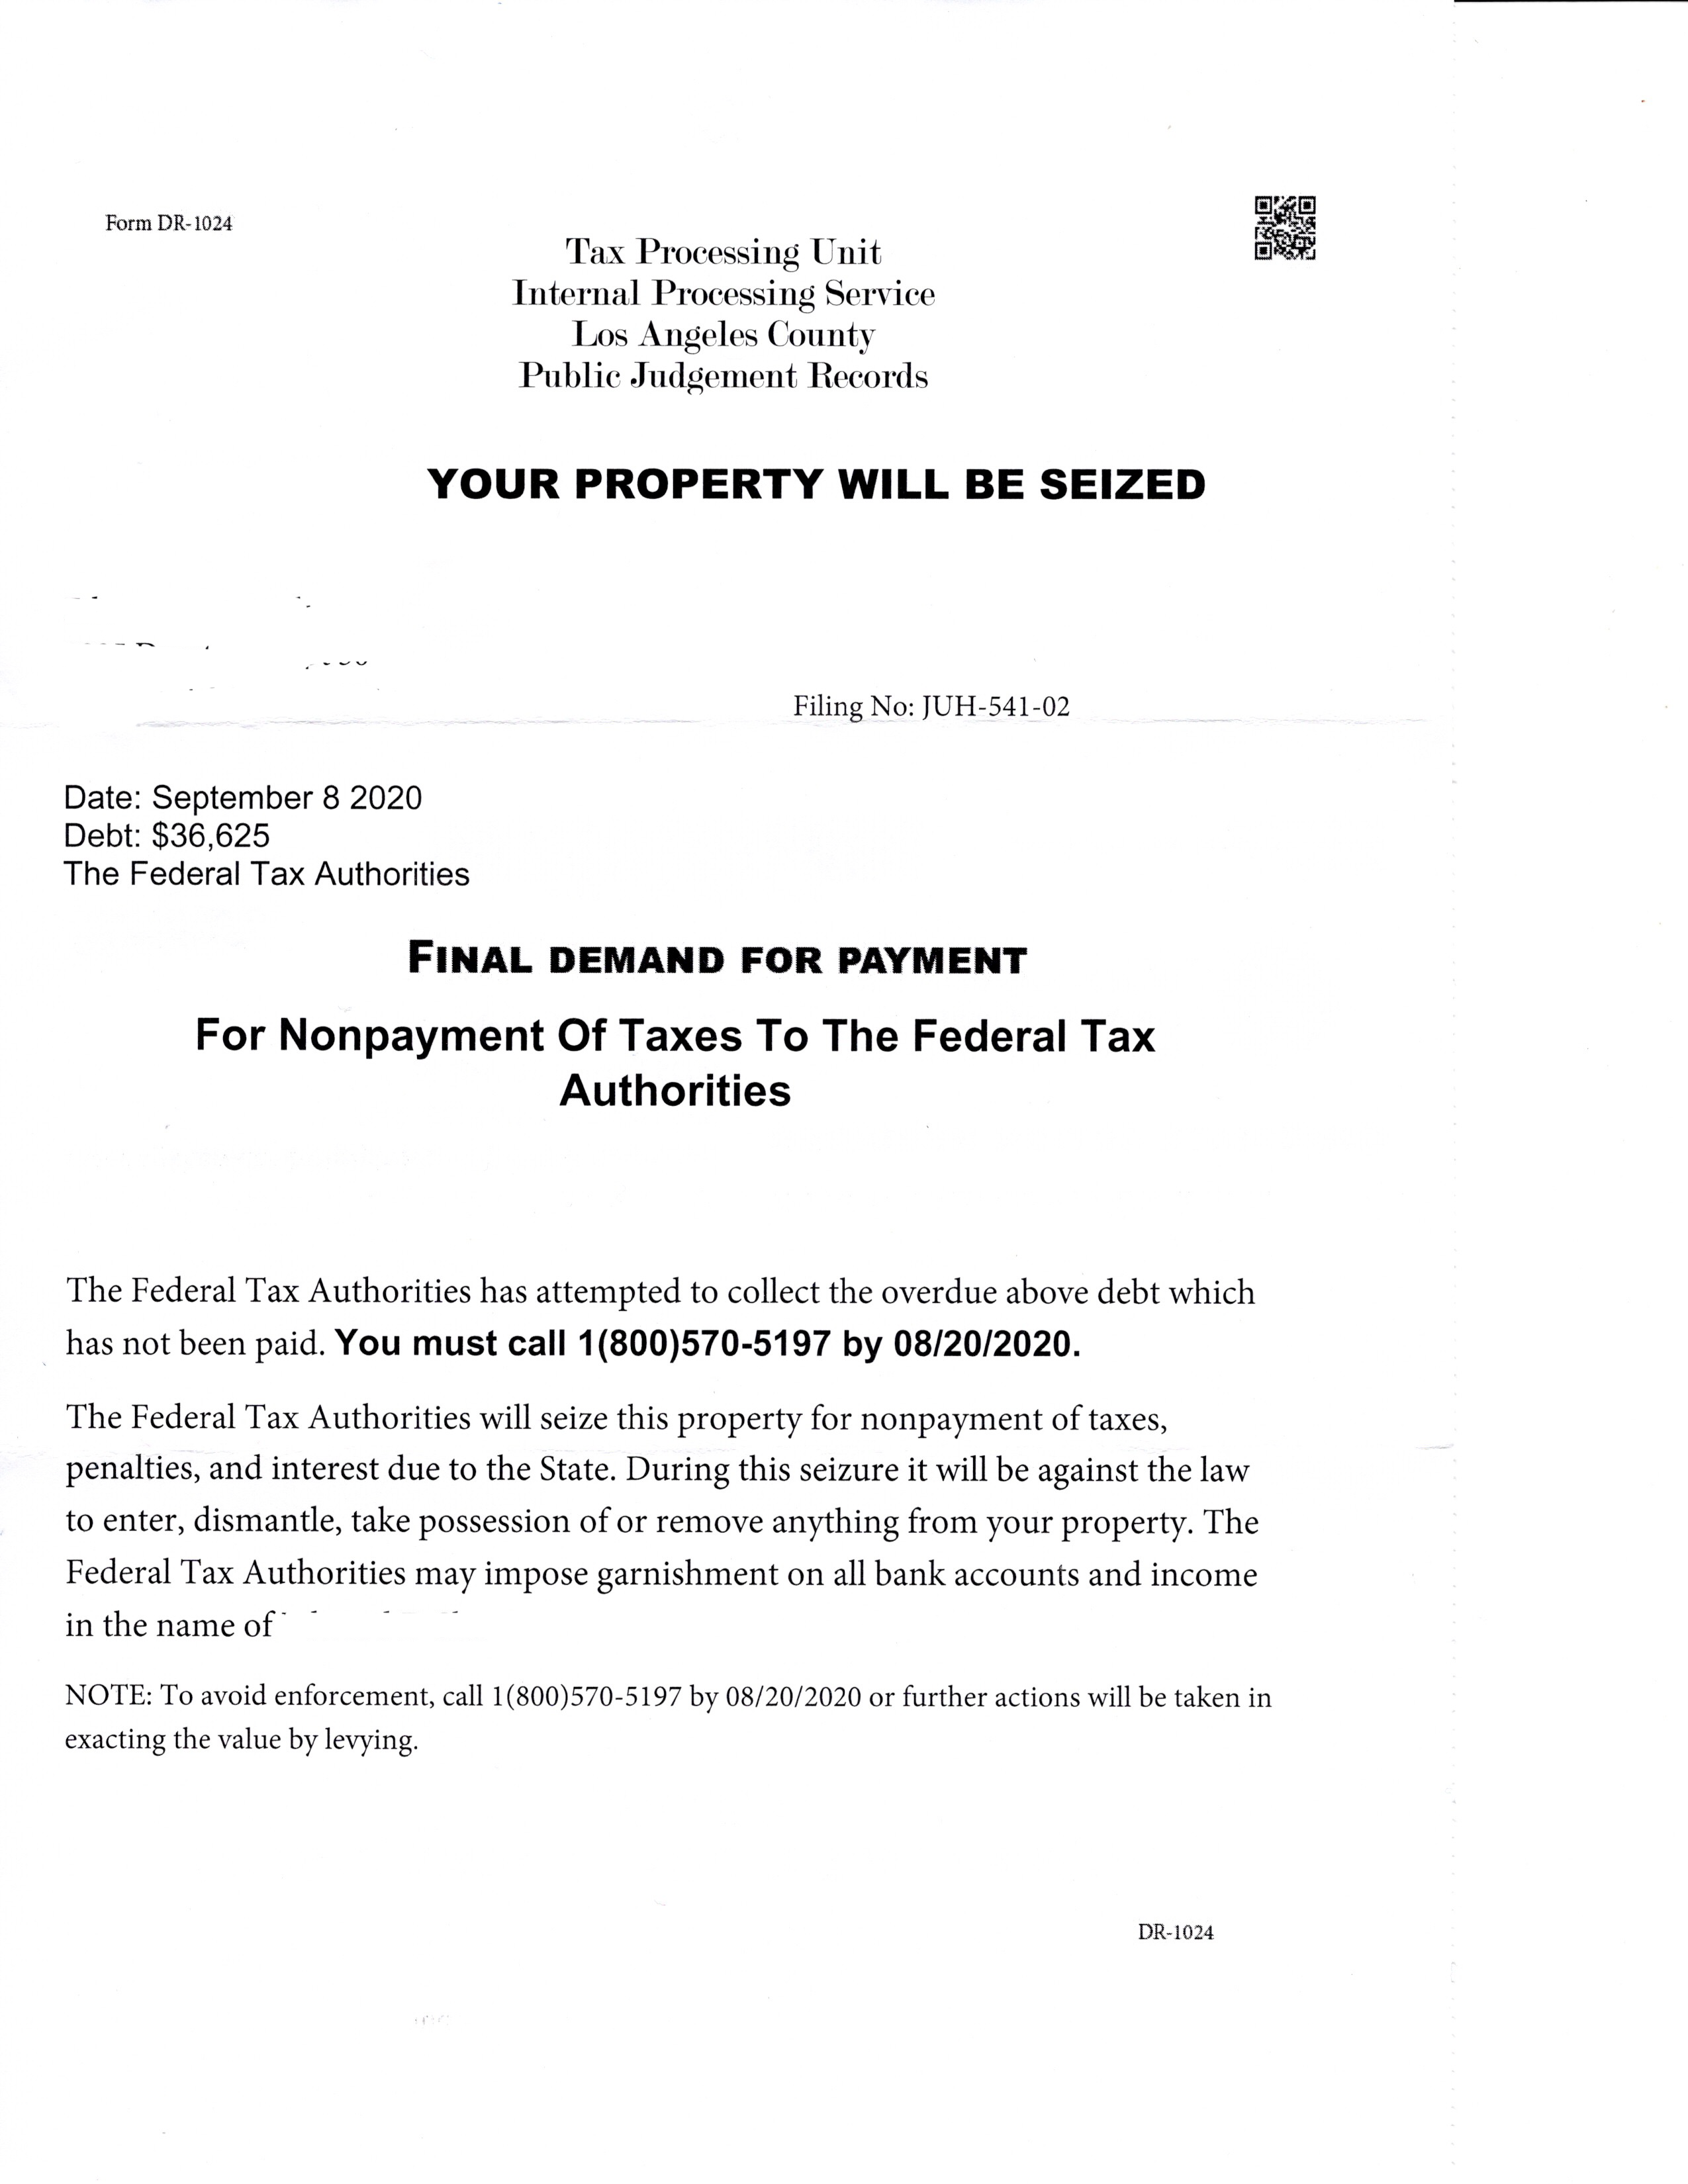 Form DR-1024
Tax Processing Unit
Internal Processing Service
Los Angeles County
Public Judgement Records
YOUR PROPERTY WILL BE SEIZED
Filing No: JUH-541-02
Date: September 8 2020
Debt: $36,625
The Federal Tax Authorities
FINAL DEMAND FOR PAYMENT
For Nonpayment Of Taxes To The Federal Tax
Authorities
The Federal Tax Authorities has attempted to collect the overdue above debt which
has not been paid. You must call 1(800)570-5197 by 08/20/2020.
The Federal Tax Authorities will seize this property for nonpayment of taxes,
penalties, and interest due to the State. During this seizure it will be against the law
to enter, dismantle, take possession of or remove anything from your property. The
Federal Tax Authorities may impose garnishment on all bank accounts and income
in the name of
NOTE: To avoid enforcement, call 1(800)570-5197 by 08/20/2020 or further actions will be taken in
exacting the value by levying.
DR-1024